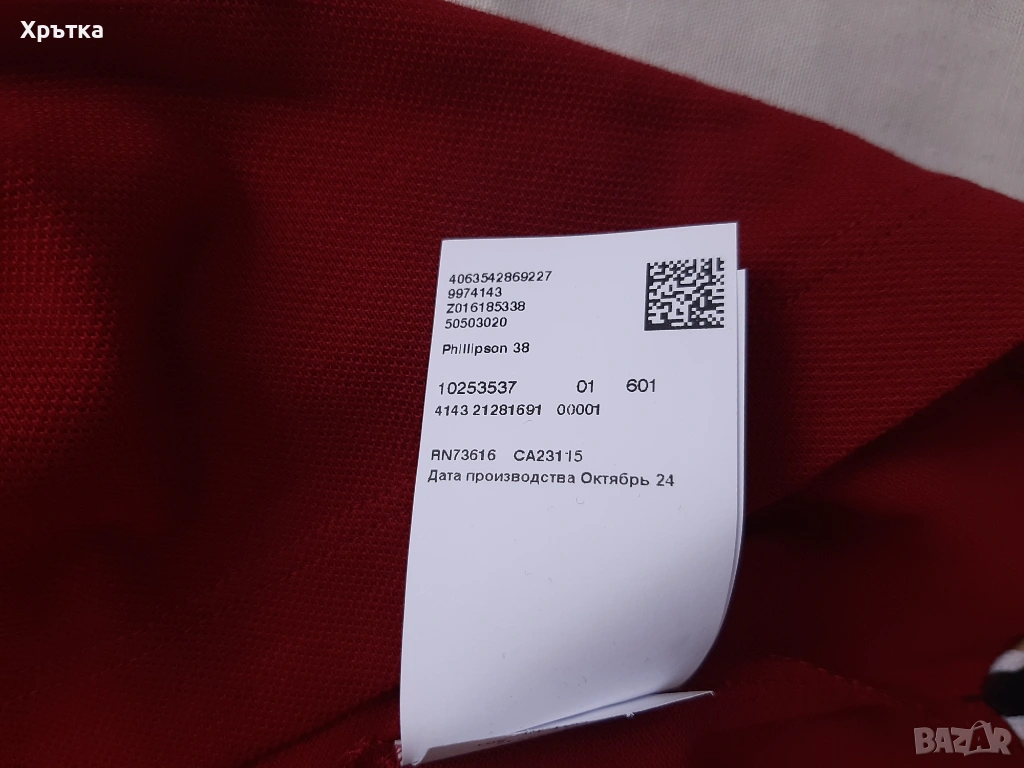 Хрътка
4063542869227
9974143
Z016185338
50503020
Phillipson 38
10253537 01 601
4143 21281691 00001
RN73616 CA23115
Дата производства Октябрь 24
BAZAR